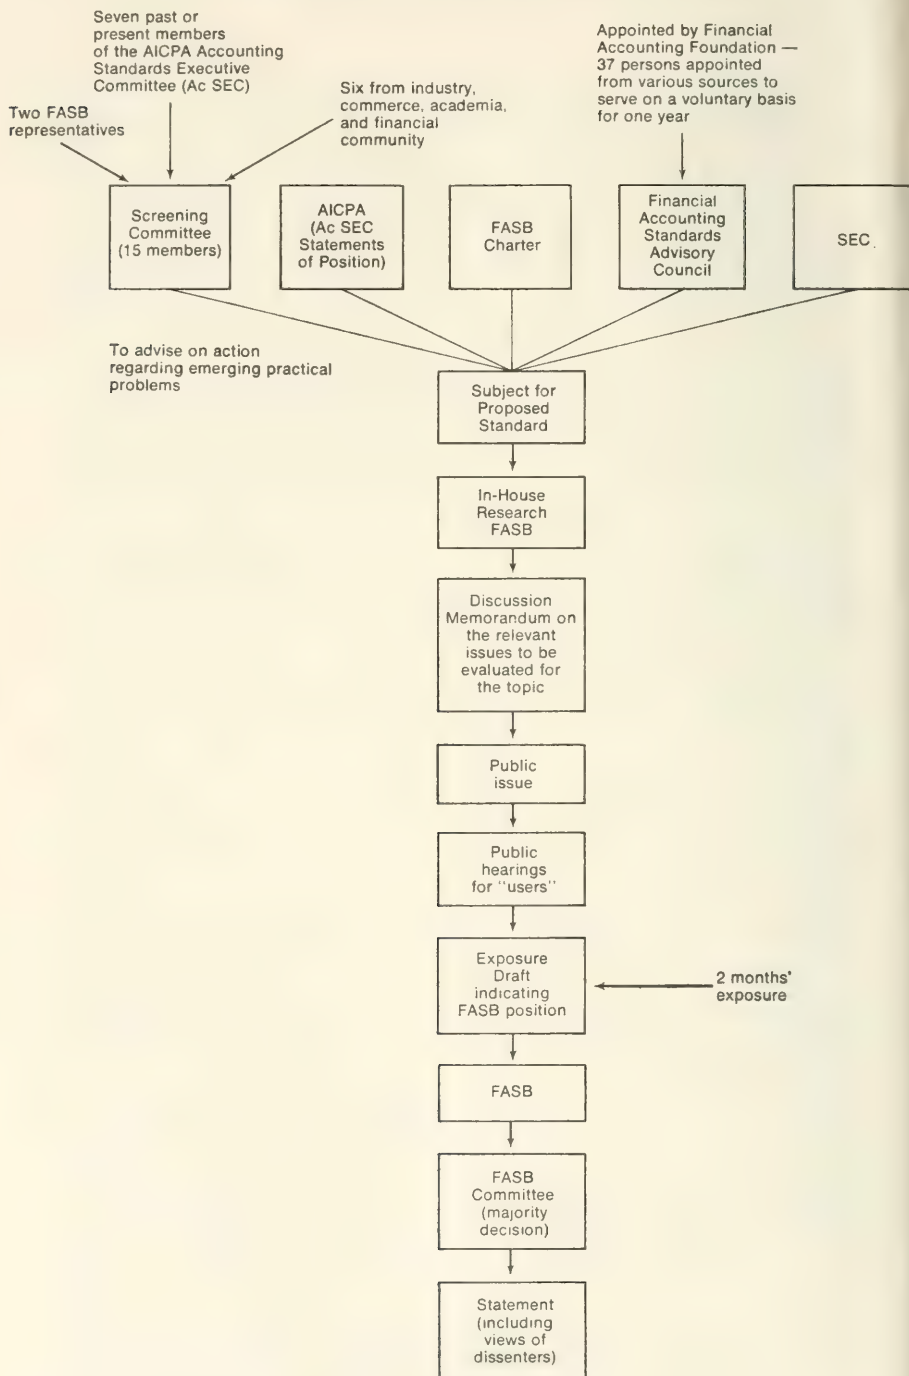 Seven past or
present members
of the AICPA Accounting
Standards Executive
Committee (Ac SEC)
Two FASB
representatives
Six from industry,
commerce, academia,
and financial
community
Appointed by Financial
Accounting Foundation —
37 persons appointed
from various sources to
serve on a voluntary basis
for one year
Screening
Committee
(15 members)
AICPA
(Ac SEC
Statements
of Position)
FASB
Charter
Financial
Accounting
Standards
Advisory
Council
SEC
To advise on action
regarding emerging practical
problems
Subject for
Proposed
Standard
In-House
Research
FASB
Discussion
Memorandum on
the relevant
issues to be
evaluated for
the topic
Public
issue
Public
hearings
for "users"
Exposure
Draft
indicating
FASB position
2 months'
exposure
FASB
FASB
Committee
(majority
decision)
Statement
(including
views of
dissenters)